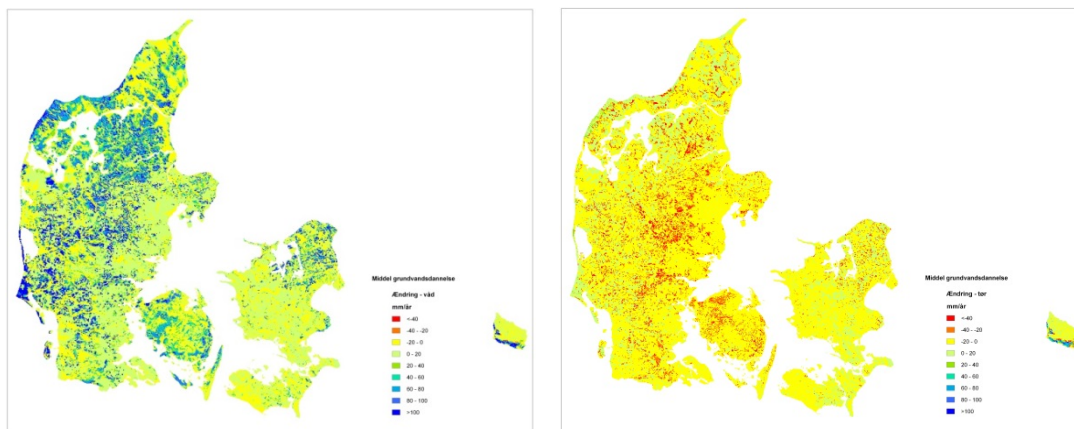 Middel grundvandsdannelse
Ændring - våd
mm/år
<-40
-40 - -20
-20 - 0
0 - 20
20 - 40
40 - 60
60 - 80
80 - 100
>100
Middel grundvandsdannelse
Ændring - tør
mm/år
<-40
-40 - -20
-20 - 0
0 - 20
20 - 40
40 - 60
60 - 80
80 - 100
>100